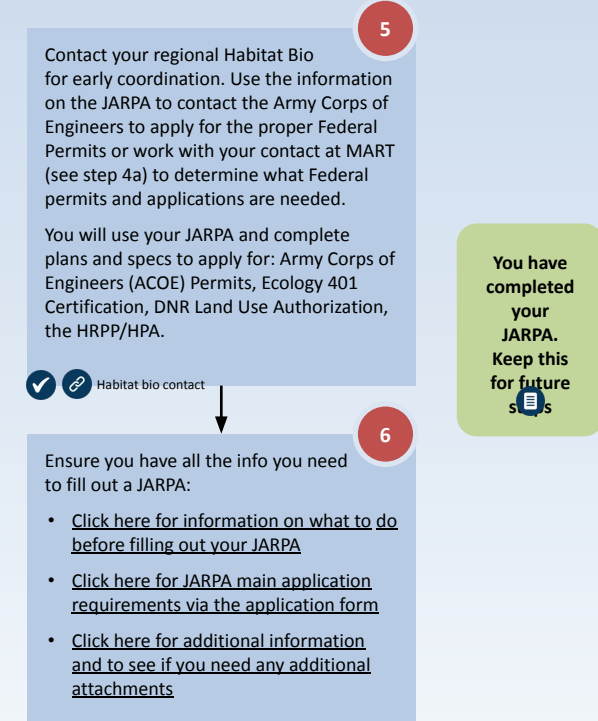 5
Contact your regional Habitat Bio
for early coordination. Use the information
on the JARPA to contact the Army Corps of
Engineers to apply for the proper Federal
Permits or work with your contact at MART
(see step 4a) to determine what Federal
permits and applications are needed.
You will use your JARPA and complete
plans and specs to apply for: Army Corps of
Engineers (ACOE) Permits, Ecology 401
Certification, DNR Land Use Authorization,
the HRPP/HPA.
Habitat bio contact
6
Ensure you have all the info you need
to fill out a JARPA:
• Click here for information on what to do
before filling out your JARPA
• Click here for JARPA main application
requirements via the application form
• Click here for additional information
and to see if you need any additional
attachments
You have
completed
your
JARPA.
Keep this
for future
steps